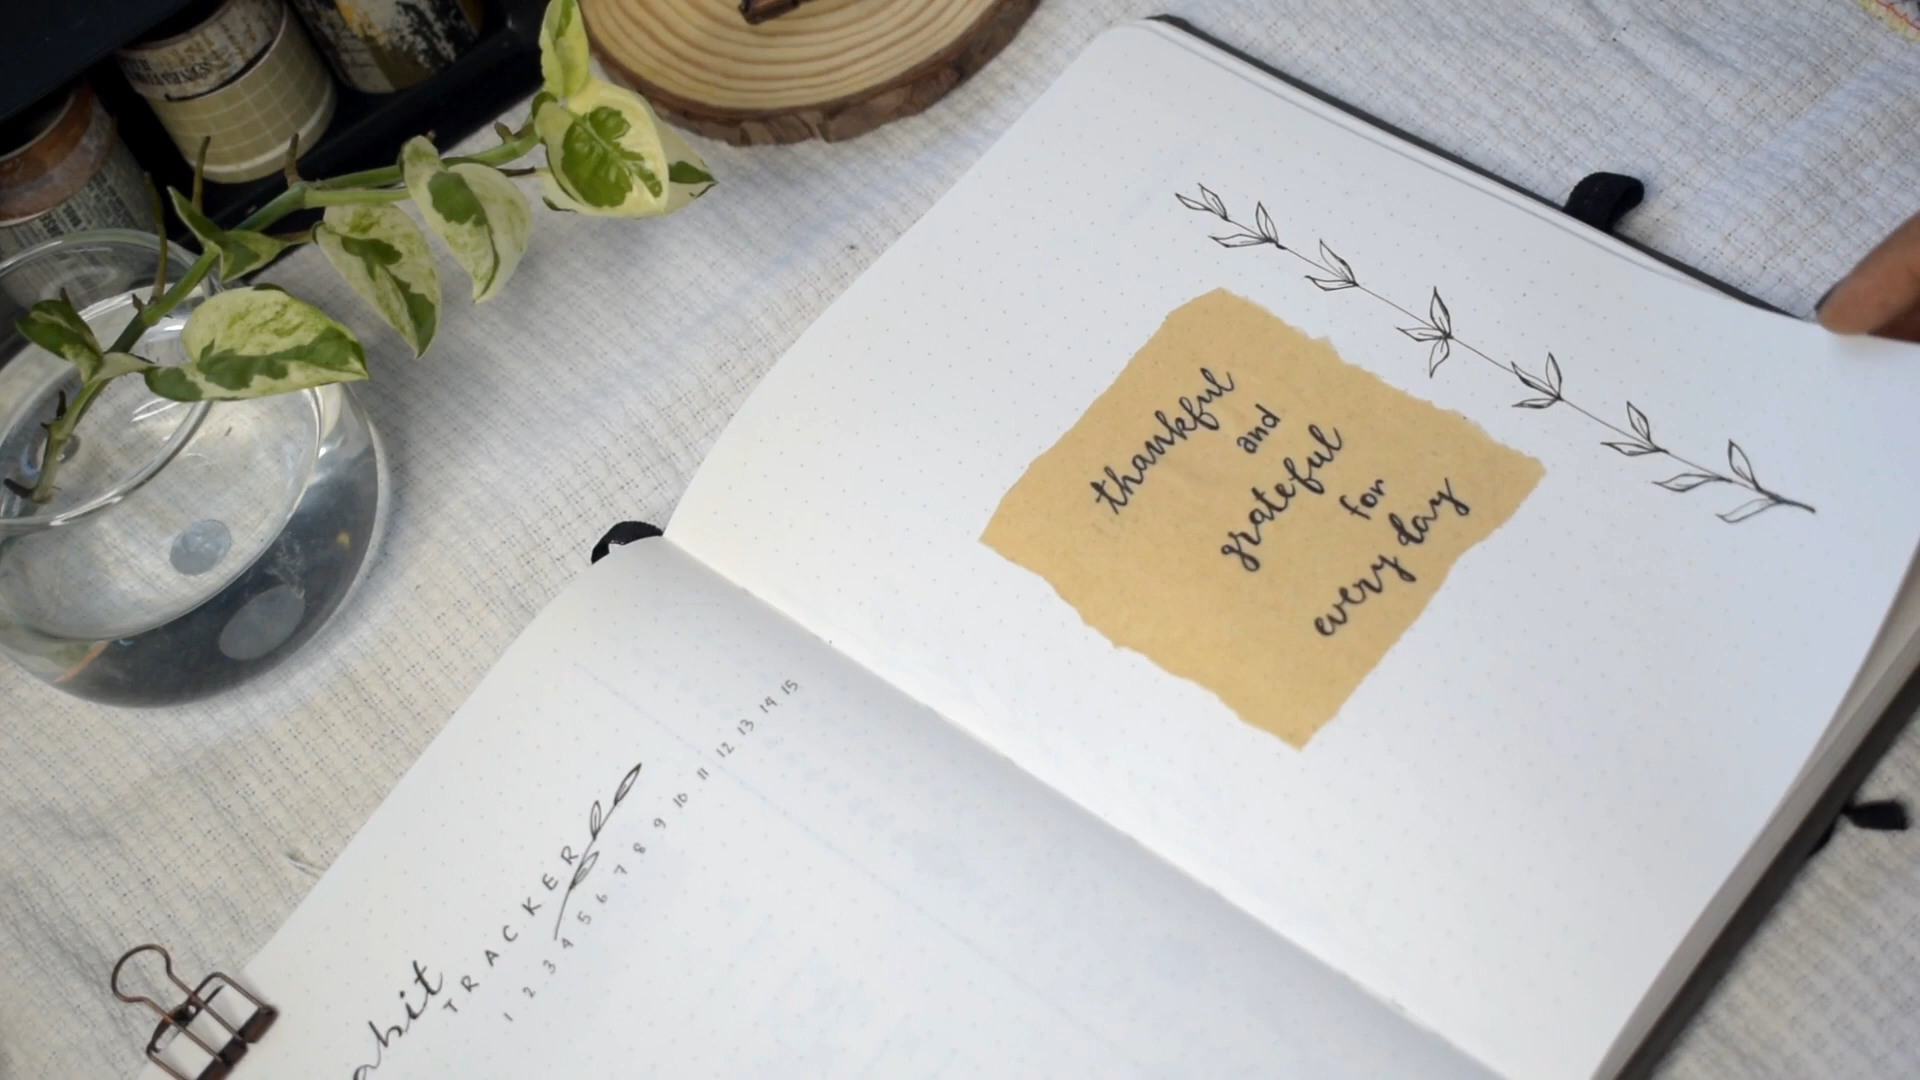 abit
TRACKER
1 2 3 4 5 6 7 8 9 10 11 12 13 14 15
thankful
and
grateful
for
every day